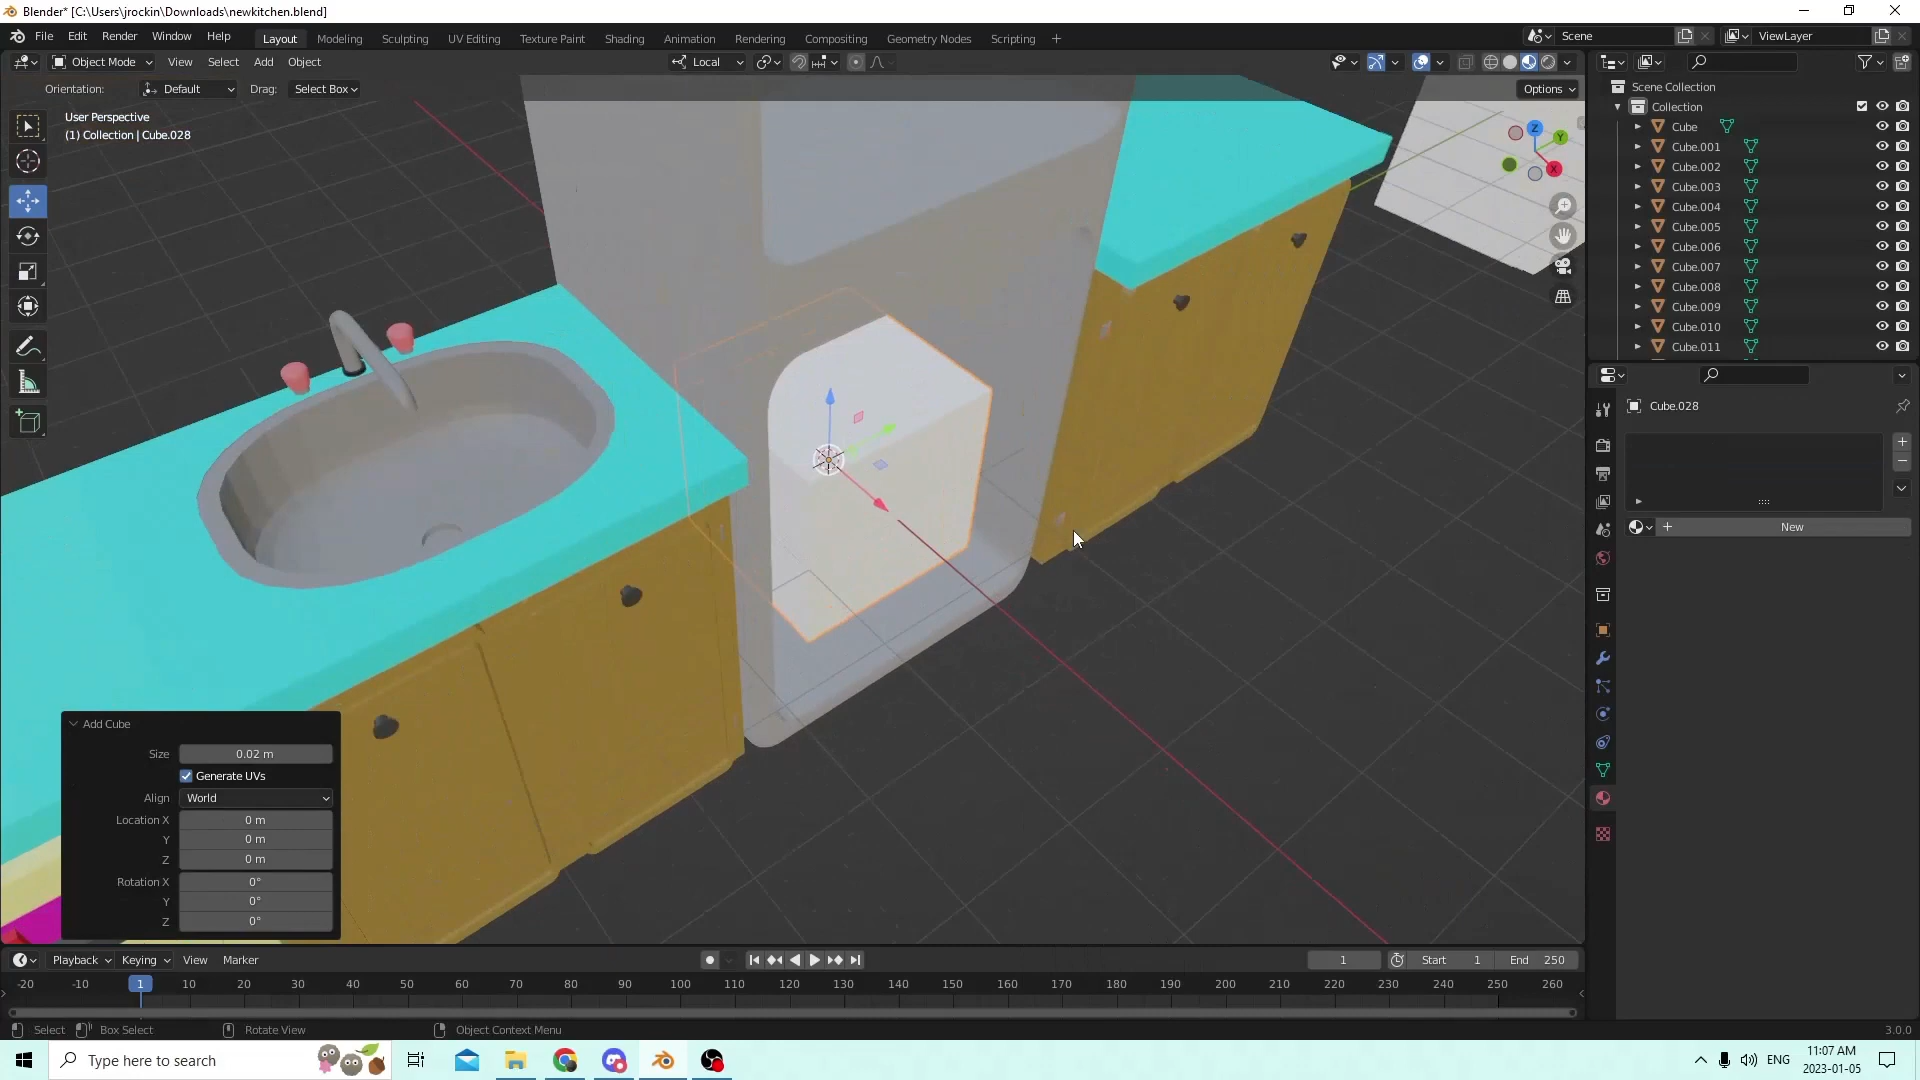 Blender* [C:\Users\jrockin\Downloads\newkitchen.blend]
File Edit Render Window Help Layout Modeling Sculpting UV Editing Texture Paint Shading Animation Rendering Compositing Geometry Nodes Scripting + Scene ViewLayer
Object Mode View Select Add Object Local
Orientation: Default Drag: Select Box Options
User Perspective
(1) Collection | Cube.028
Z
Y
X
Scene Collection
Collection
Cube
Cube.001
Cube.002
Cube.003
Cube.004
Cube.005
Cube.006
Cube.007
Cube.008
Cube.009
Cube.010
Cube.011
Cube.028
New
Add Cube
Size 0.02 m
Generate UVs
Align World
Location X 0 m
Y 0 m
Z 0 m
Rotation X 0°
Y 0°
Z 0°
Playback Keying View Marker 1 Start 1 End 250
-20 -10 1 10 20 30 40 50 60 70 80 90 100 110 120 130 140 150 160 170 180 190 200 210 220 230 240 250 260
Select Box Select Rotate View Object Context Menu 3.0.0
Type here to search ENG 11:07 AM
2023-01-05